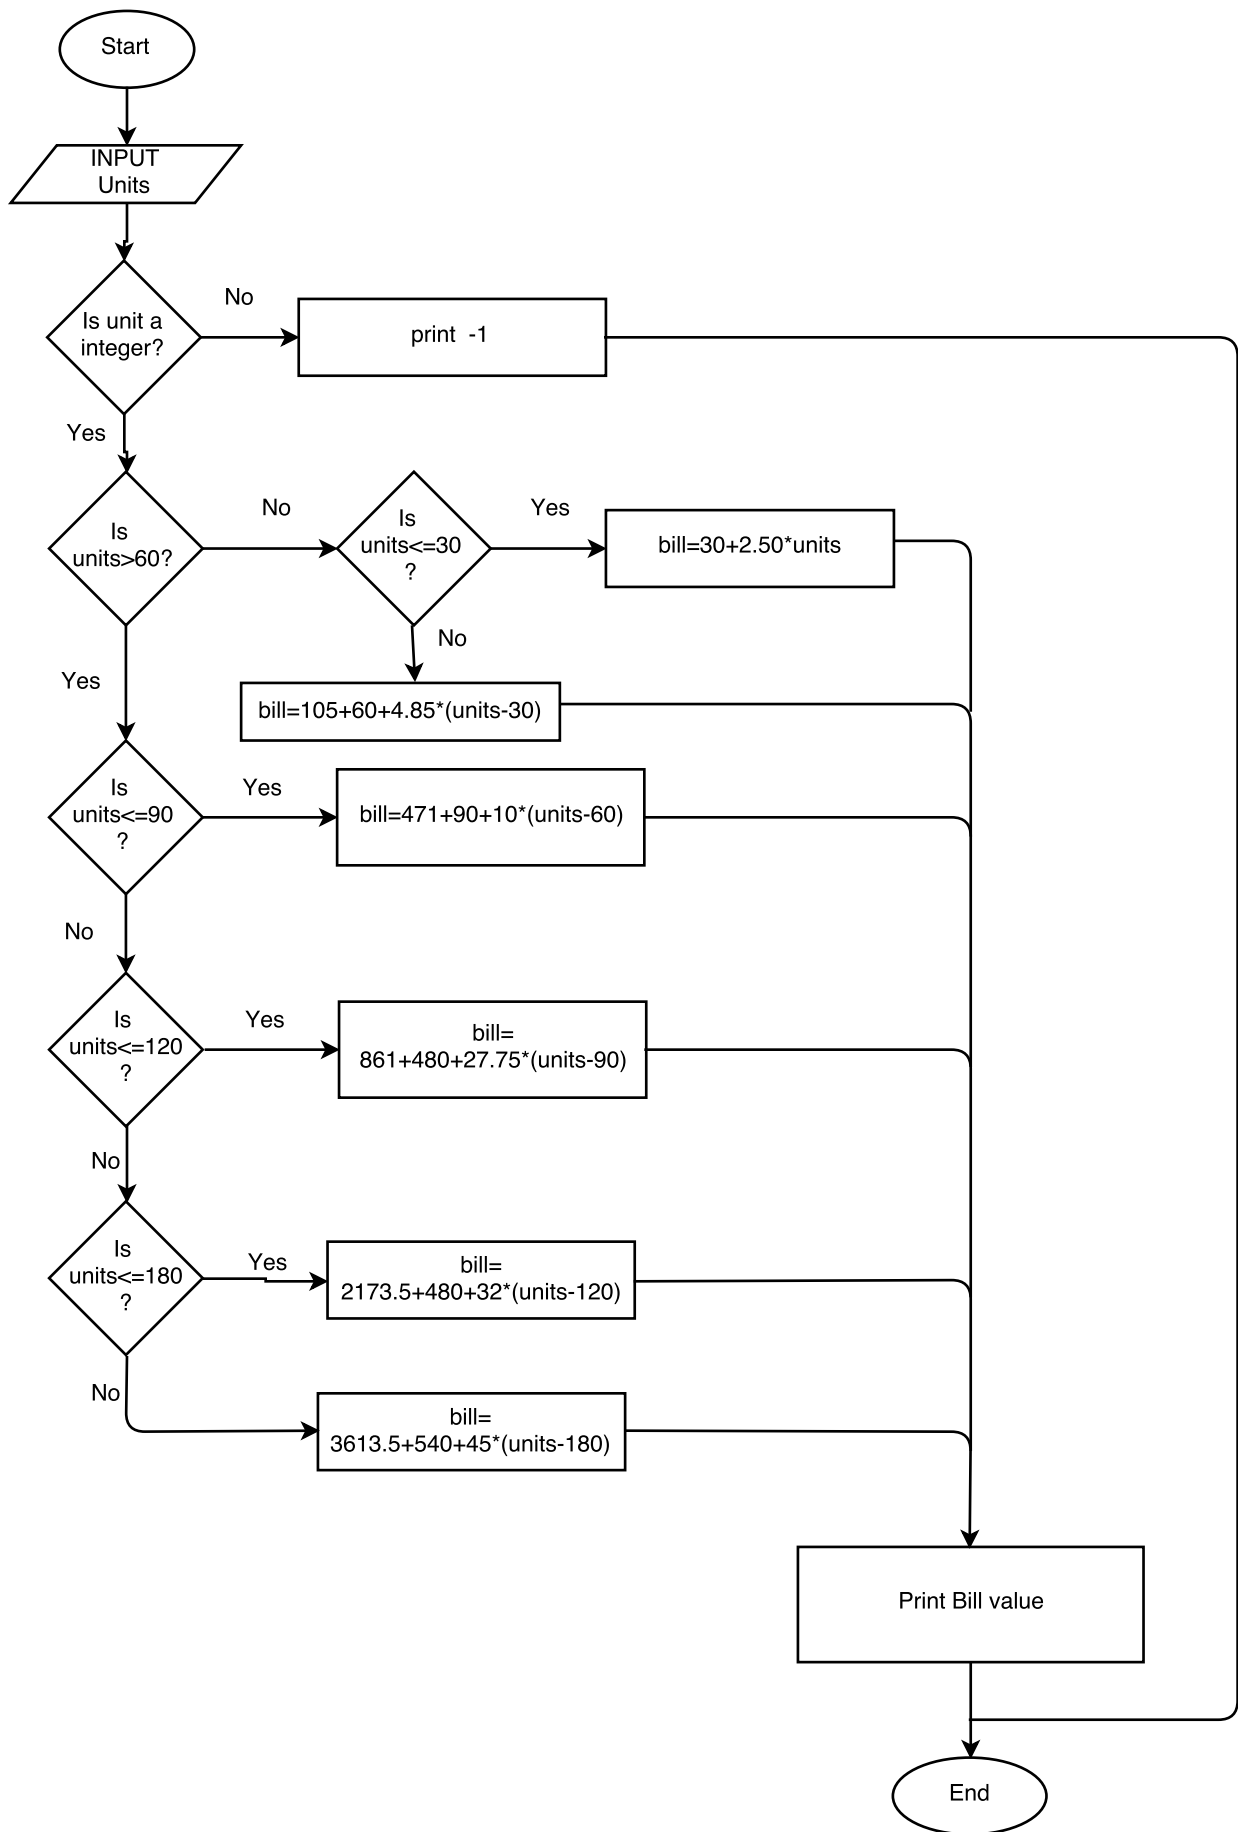 Start
INPUT
Units
Is unit a
integer?
No
print -1
Yes
Is
units>60?
No
Is
units<=30
?
Yes
bill=30+2.50*units
No
bill=105+60+4.85*(units-30)
Yes
Is
units<=90
?
Yes
bill=471+90+10*(units-60)
No
Is
units<=120
?
Yes
bill=
861+480+27.75*(units-90)
No
Is
units<=180
?
Yes
bill=
2173.5+480+32*(units-120)
No
bill=
3613.5+540+45*(units-180)
Print Bill value
End